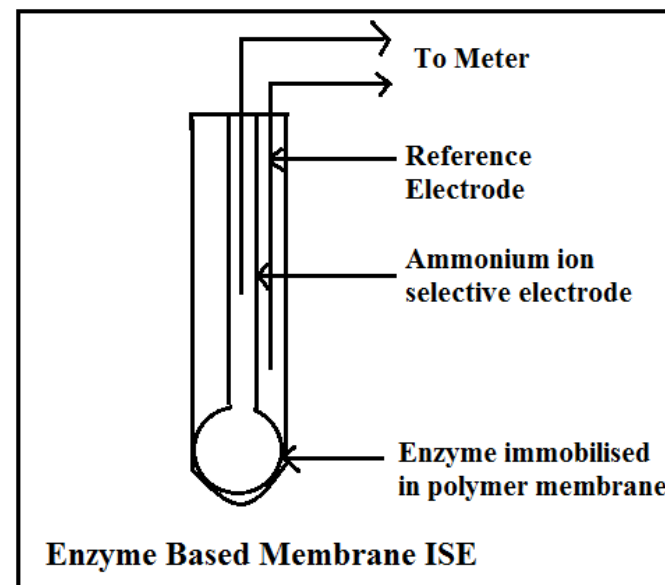 To Meter
Reference
Electrode
Ammonium ion
selective electrode
Enzyme immobilised
in polymer membrane
Enzyme Based Membrane ISE